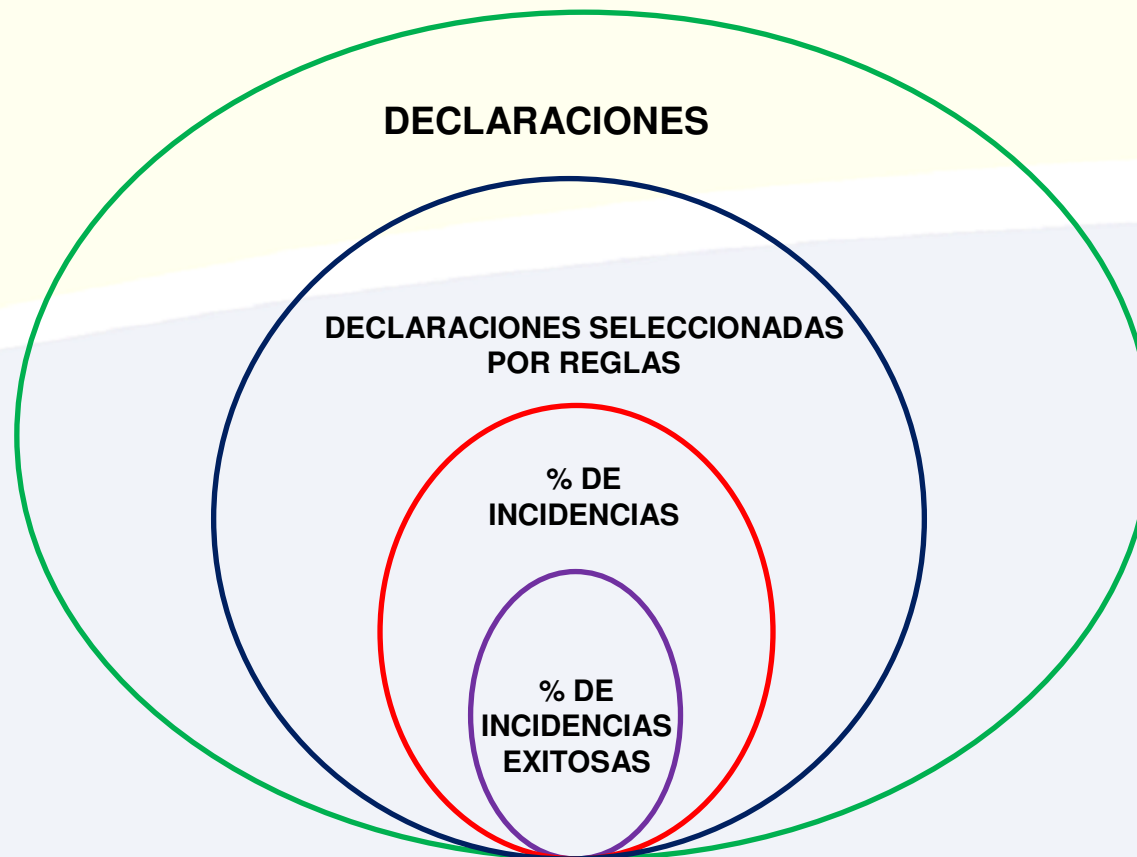 DECLARACIONES
DECLARACIONES SELECCIONADAS
POR REGLAS
% DE
INCIDENCIAS
% DE
INCIDENCIAS
EXITOSAS